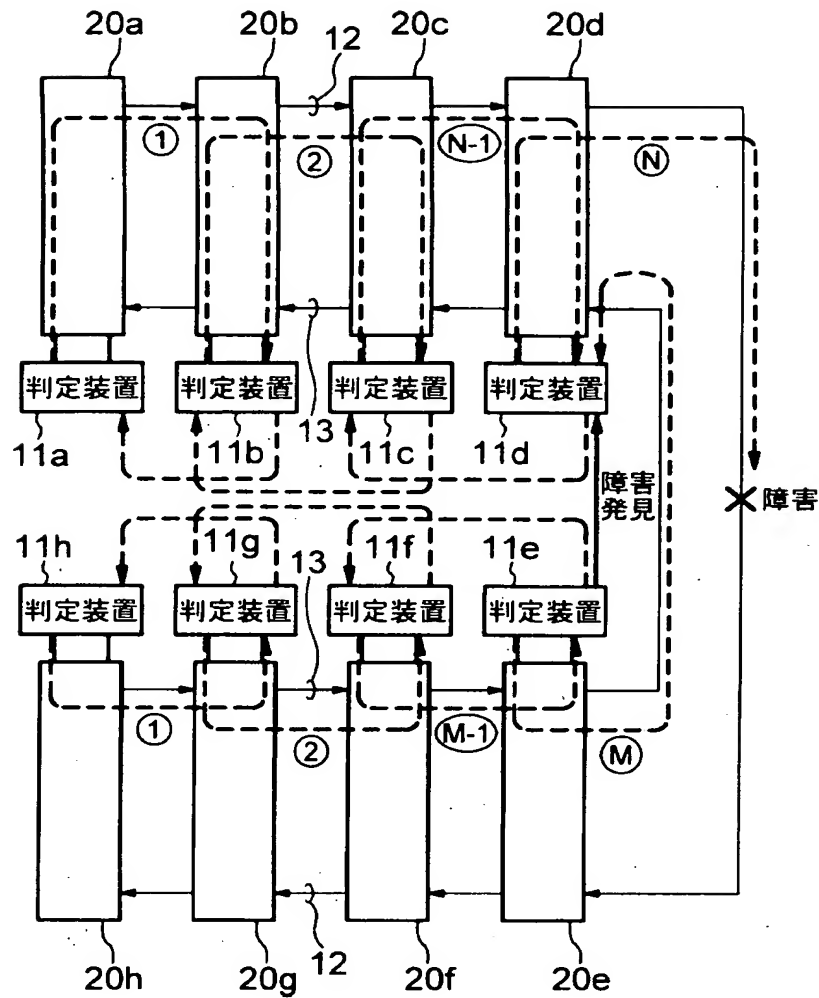 20a 20b 12 20c 20d
① ② N-1 N
判定装置 判定装置 判定装置 判定装置
11a 11b 13 11c 11d
障害
発見
障害
11h 11g 13 11f 11e
判定装置 判定装置 判定装置 判定装置
① ② M-1 M
20h 20g 12 20f 20e